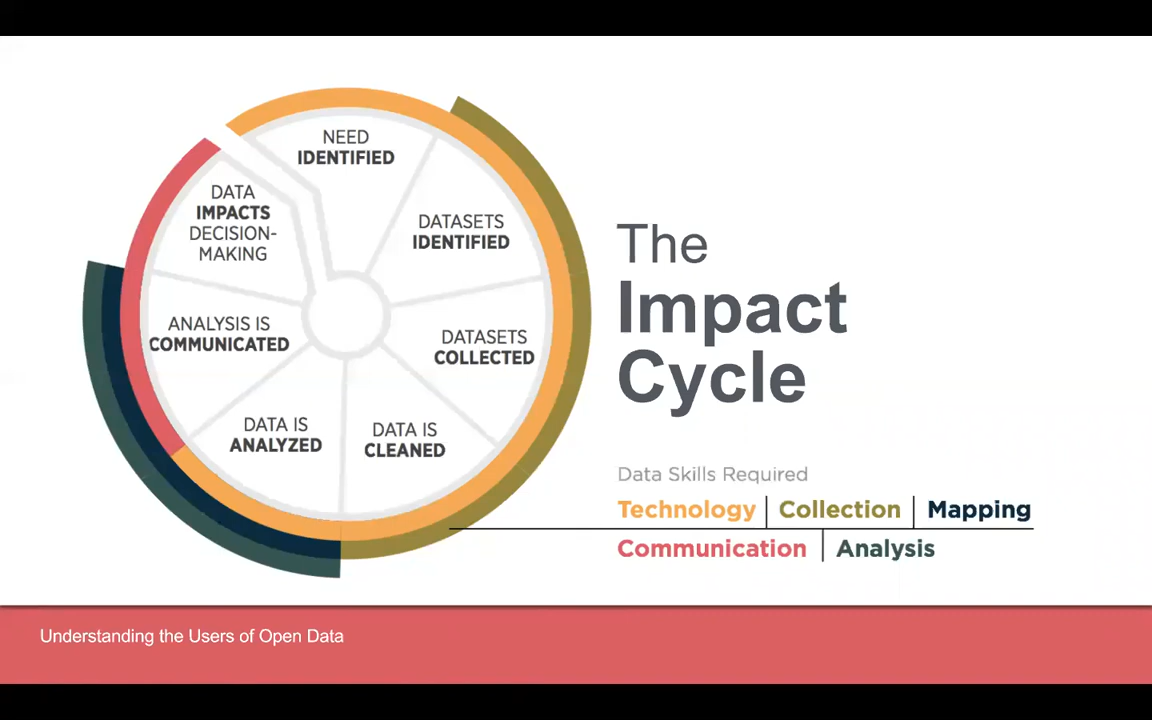 NEED
IDENTIFIED
DATASETS
IDENTIFIED
DATASETS
COLLECTED
DATA IS
CLEANED
DATA IS
ANALYZED
ANALYSIS IS
COMMUNICATED
DATA
IMPACTS
DECISION-
MAKING
The
Impact
Cycle
Data Skills Required
Technology | Collection | Mapping
Communication | Analysis
Understanding the Users of Open Data